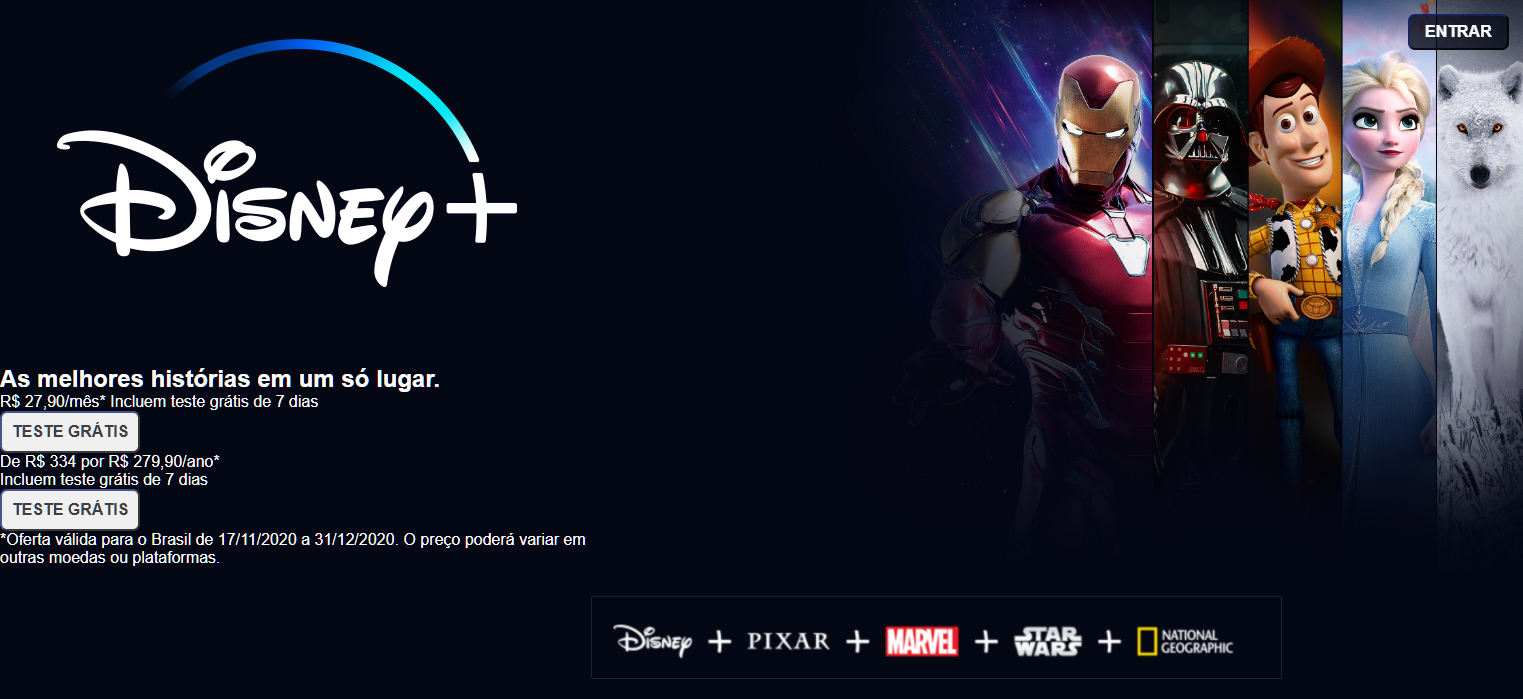 ENTRAR
Disney+
As melhores histórias em um só lugar.
R$ 27,90/mês* Incluem teste grátis de 7 dias
TESTE GRÁTIS
De R$ 334 por R$ 279,90/ano*
Incluem teste grátis de 7 dias
TESTE GRÁTIS
*Oferta válida para o Brasil de 17/11/2020 a 31/12/2020. O preço poderá variar em
outras moedas ou plataformas.
Disney + PIXAR + MARVEL + STAR WARS + NATIONAL GEOGRAPHIC